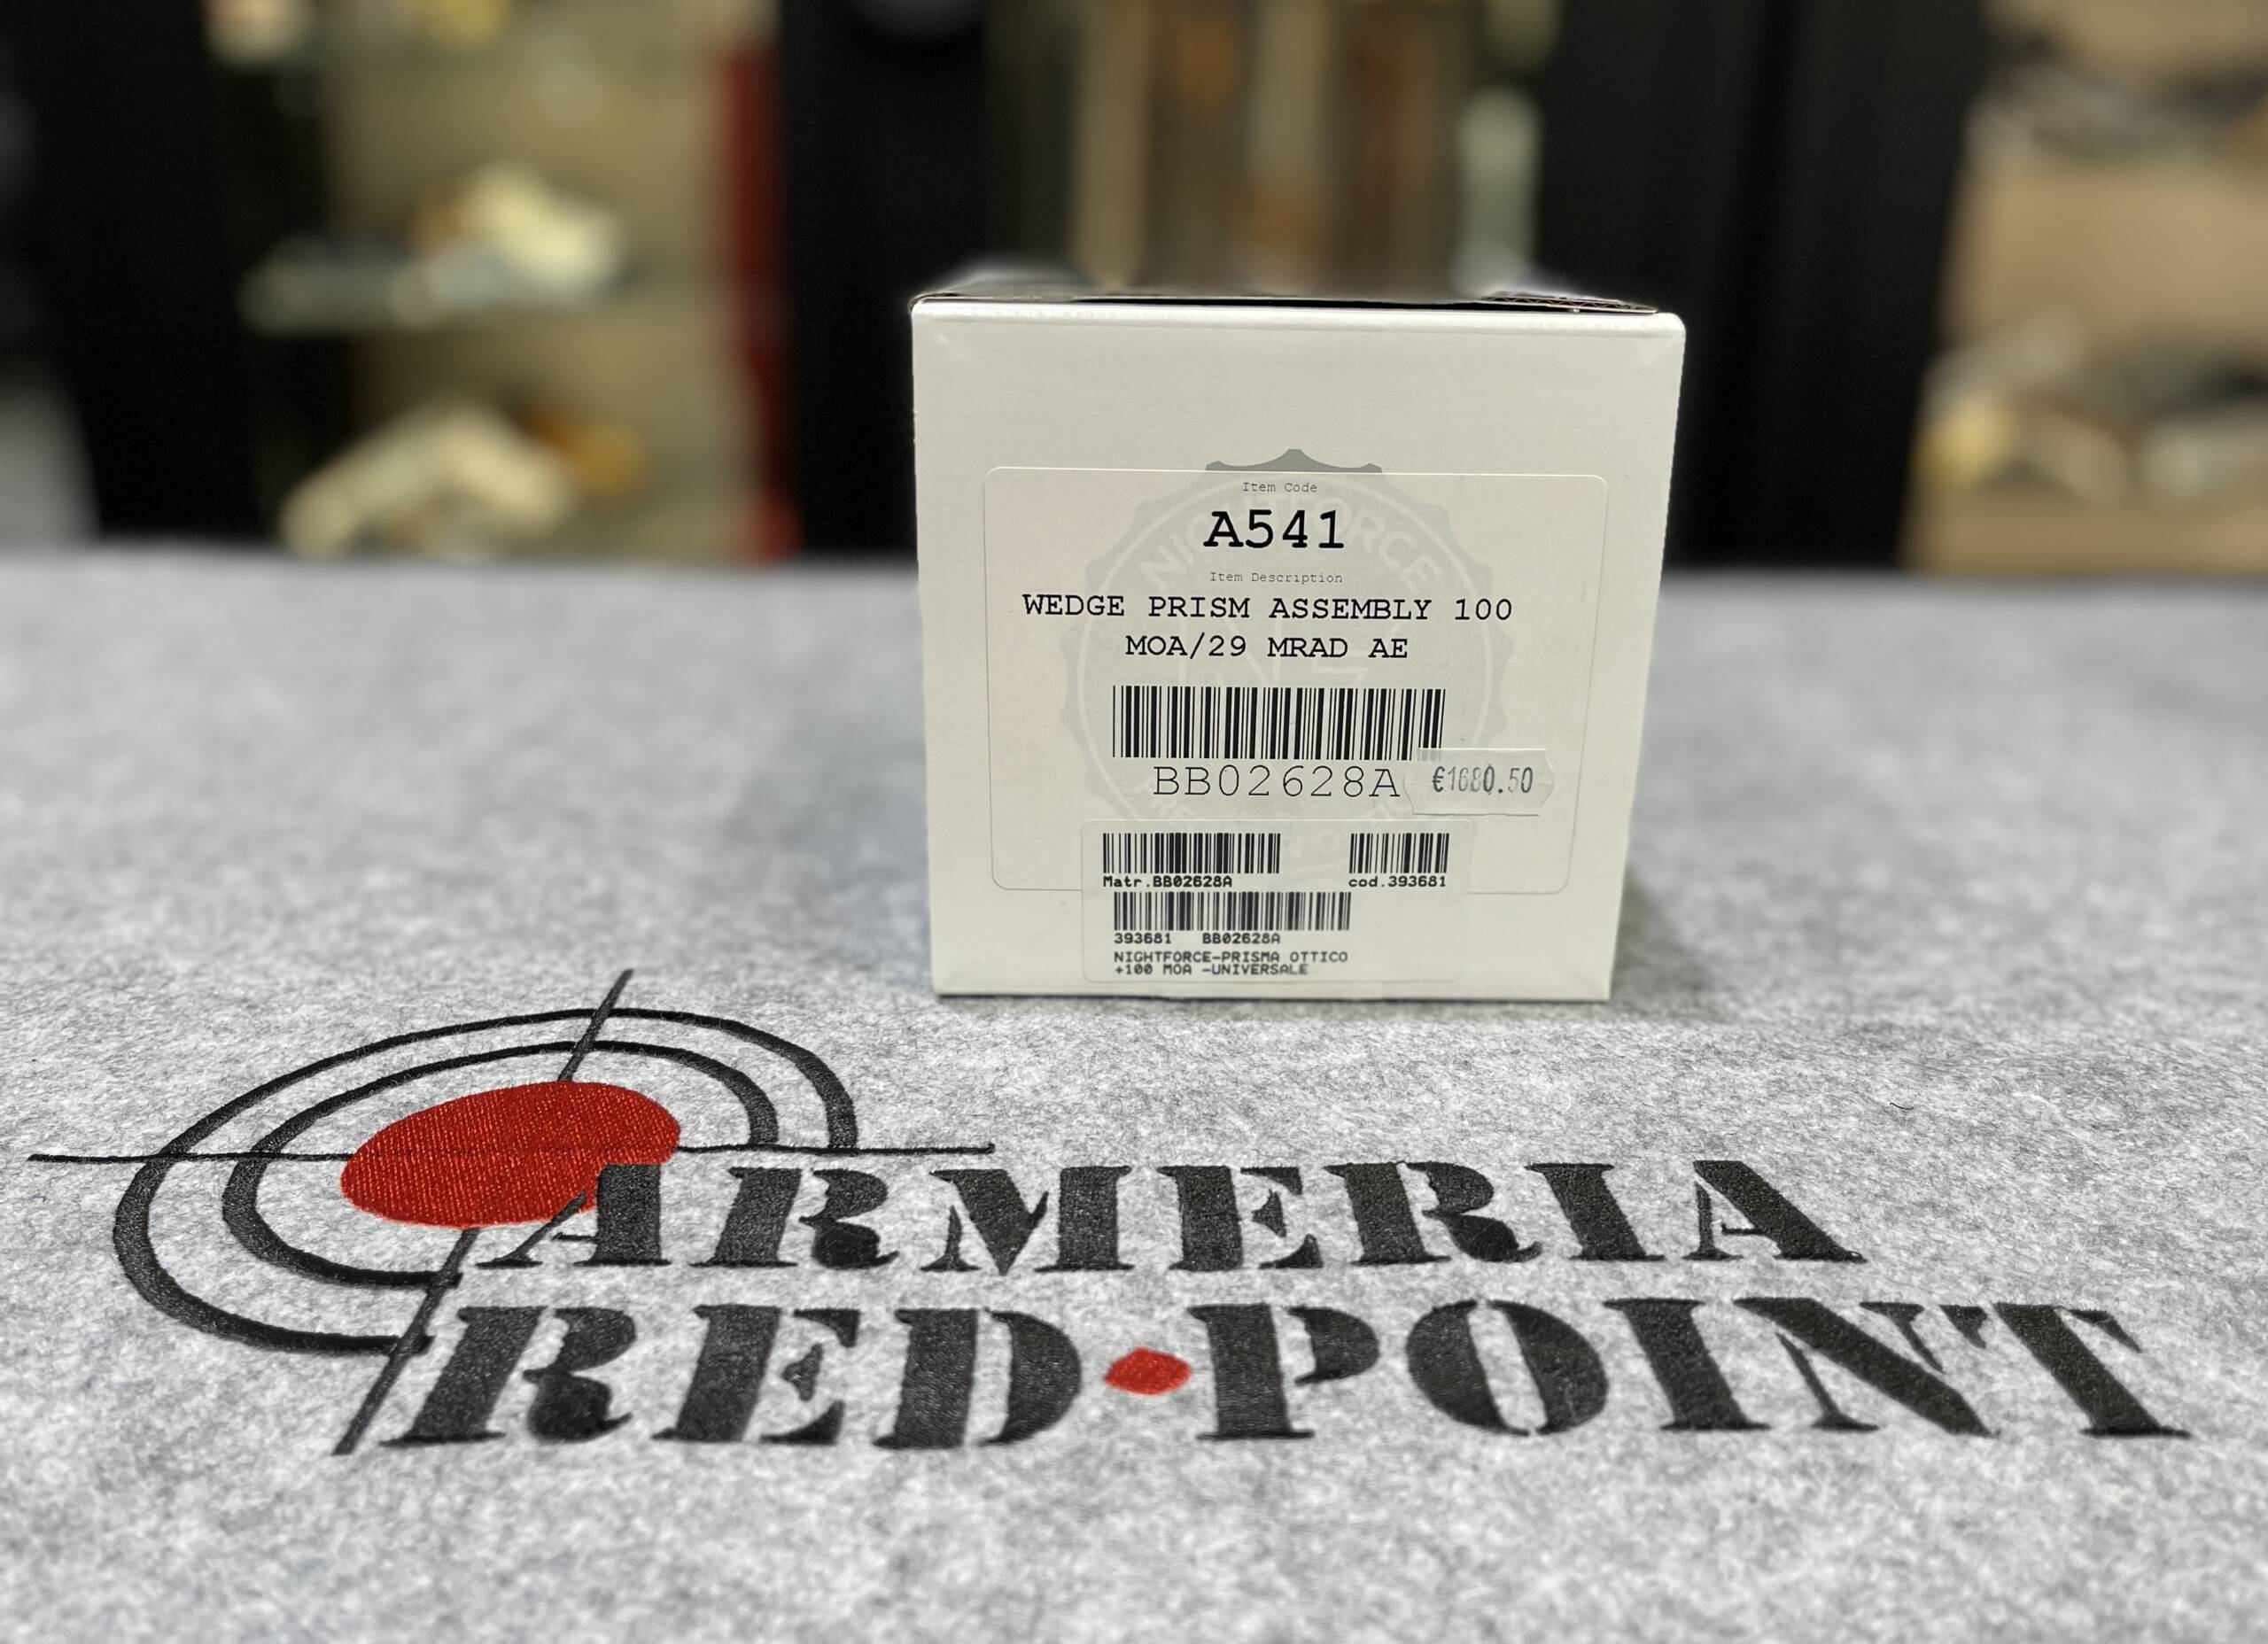 Item Code
A541
Item Description
WEDGE PRISM ASSEMBLY 100
MOA/29 MRAD AE
BB02628A
€1680.50
Matr.BB02628A cod.393681
393681 BB02628A
NIGHTFORCE-PRISMA OTTICO
+100 MOA -UNIVERSALE
ARMERIA
RED•POINT